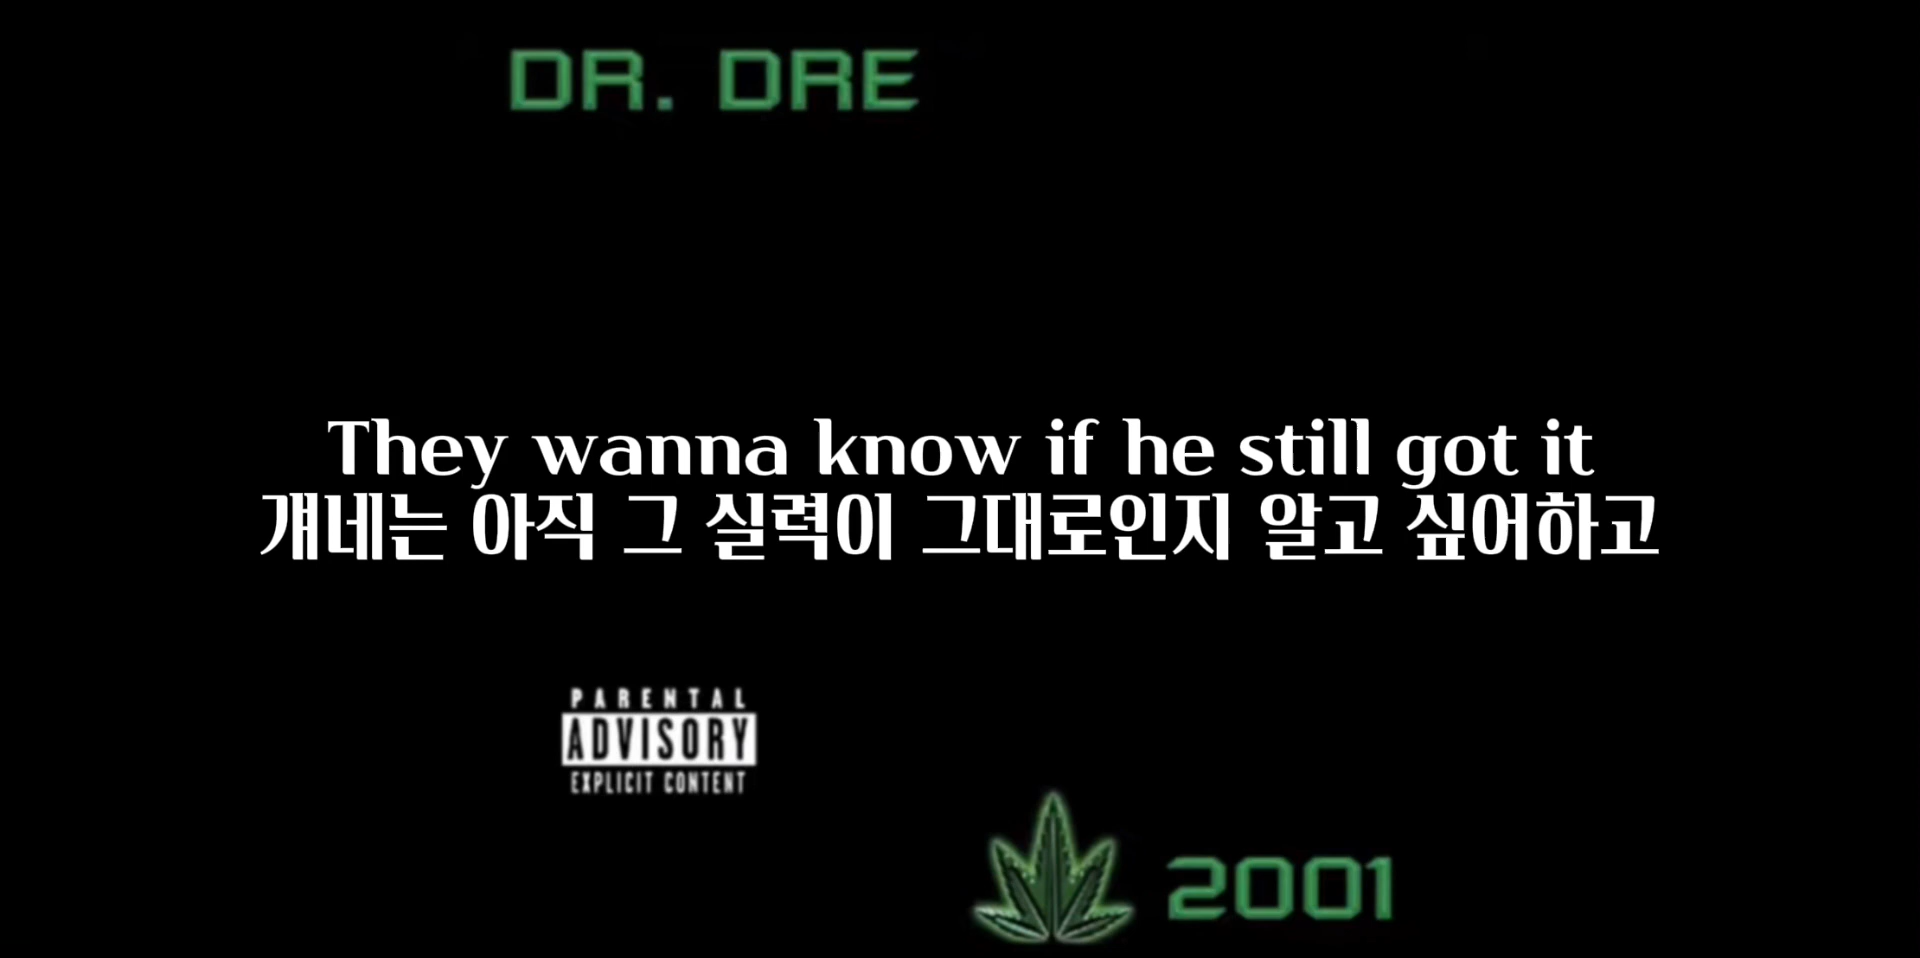 DR. DRE
They wanna know if he still got it
걔네는 아직 그 실력이 그대로인지 알고 싶어하고
PARENTAL
ADVISORY
EXPLICIT CONTENT
2001